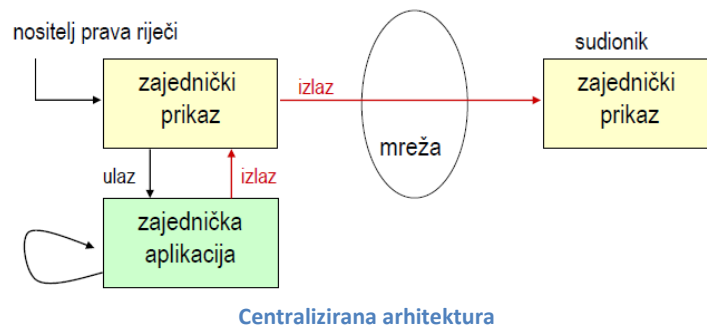 nositelj prava riječi
sudionik
zajednički
prikaz
izlaz
zajednički
prikaz
mreža
ulaz
izlaz
zajednička
aplikacija
Centralizirana arhitektura